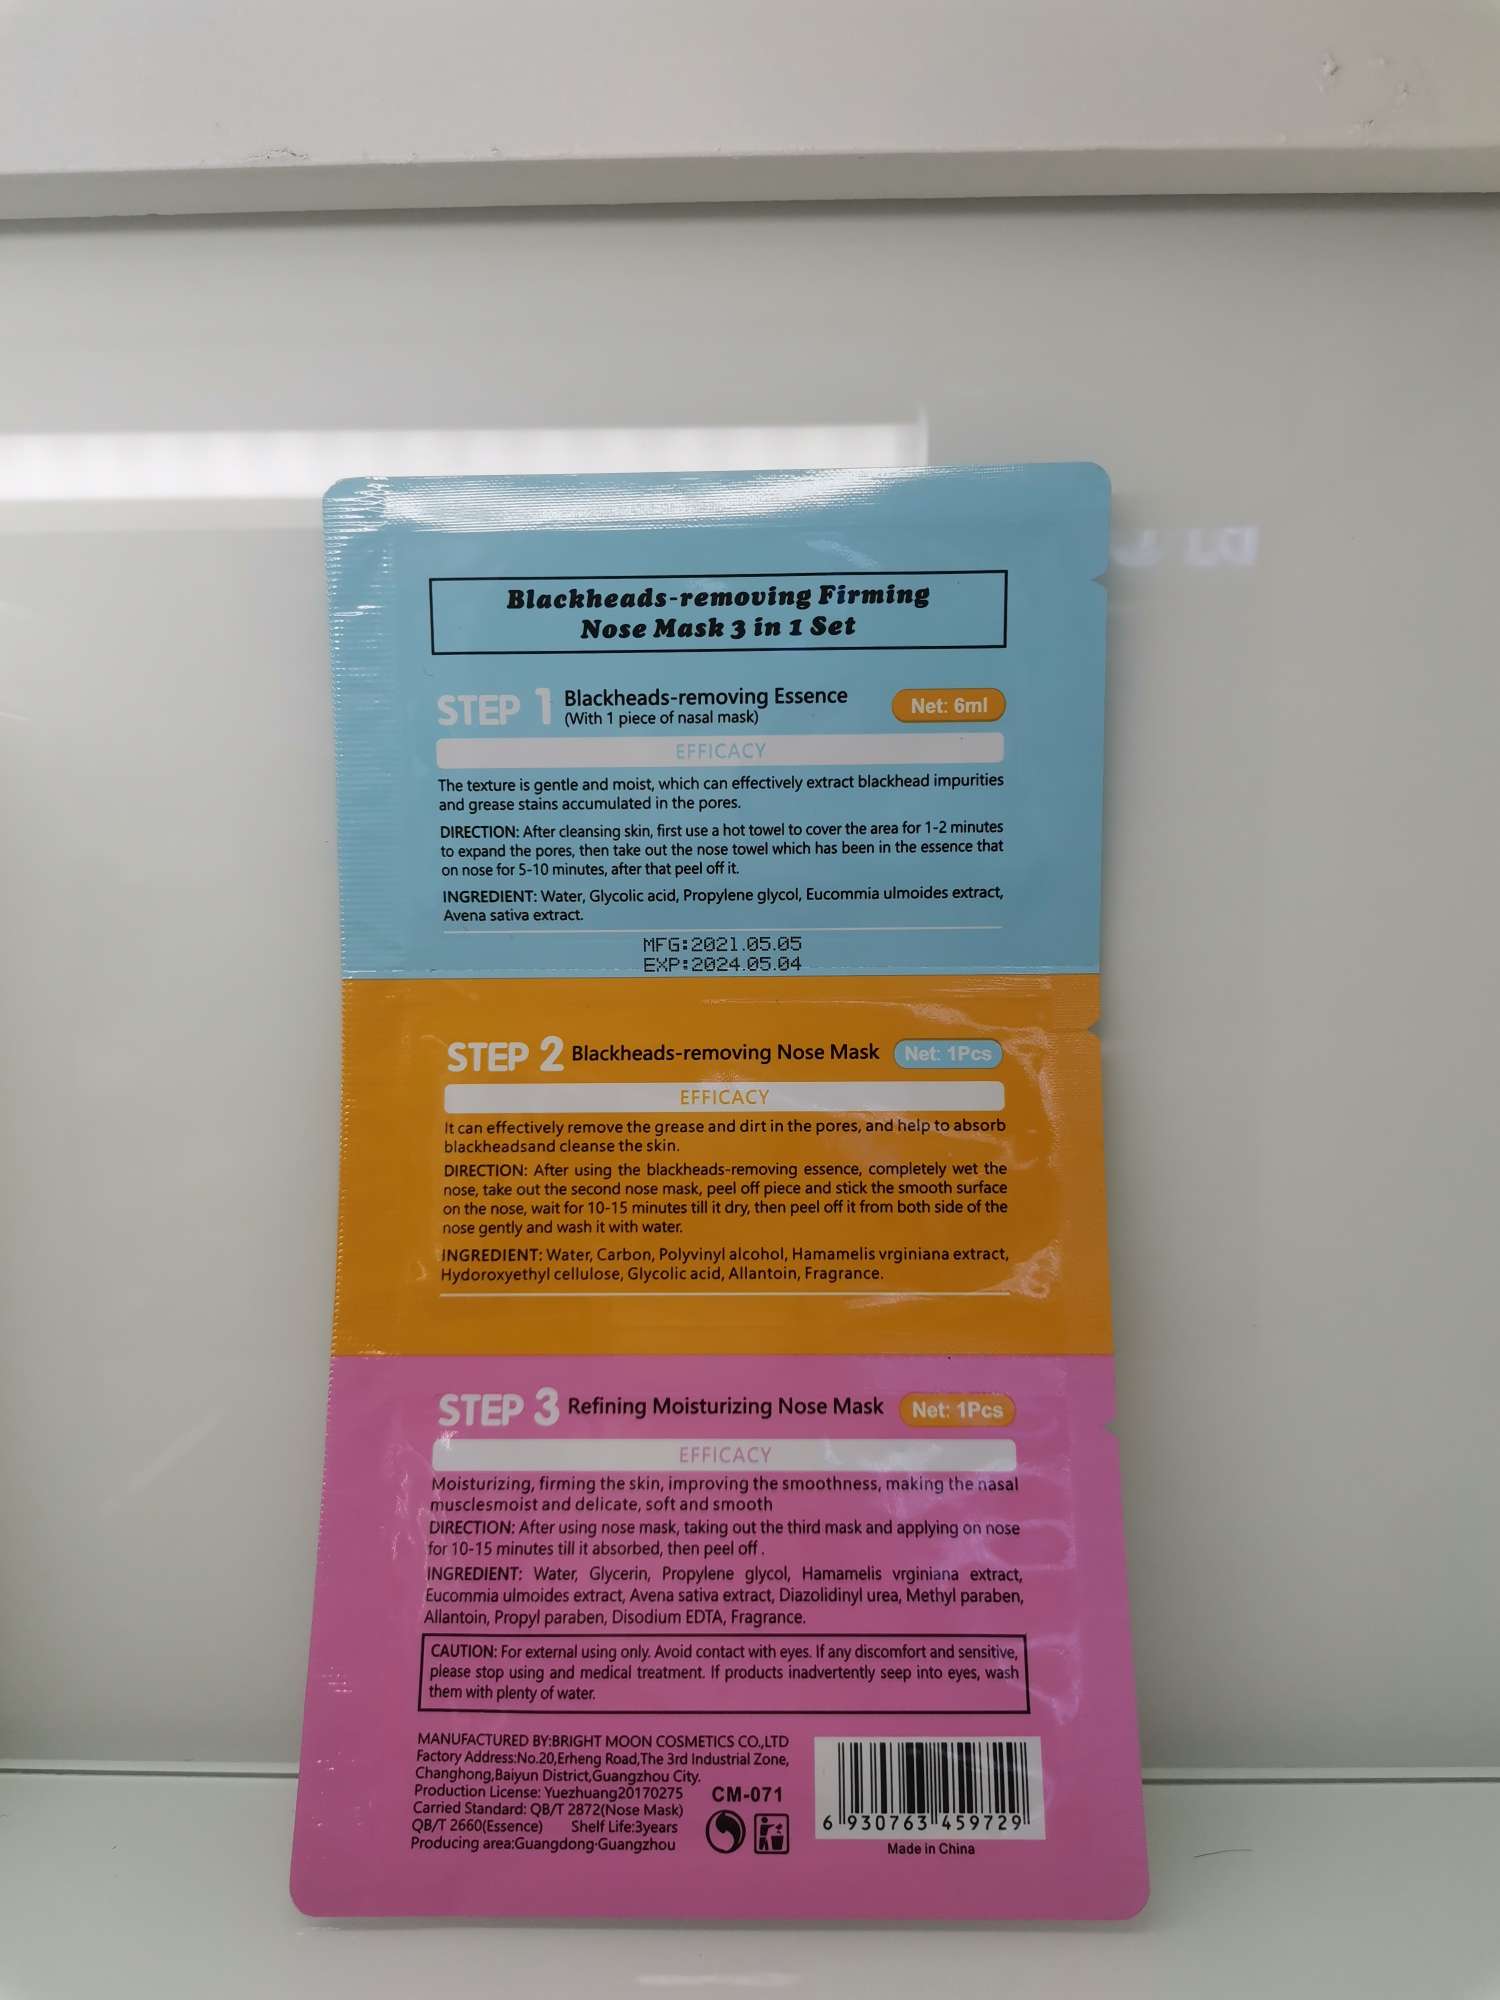 Blackheads-removing Firming
Nose Mask 3 in 1 Set
STEP 1 Blackheads-removing Essence
(With 1 piece of nasal mask)
Net: 6ml
EFFICACY
The texture is gentle and moist, which can effectively extract blackhead impurities
and grease stains accumulated in the pores.
DIRECTION: After cleansing skin, first use a hot towel to cover the area for 1-2 minutes
to expand the pores, then take out the nose towel which has been in the essence that
on nose for 5-10 minutes, after that peel off it.
INGREDIENT: Water, Glycolic acid, Propylene glycol, Eucommia ulmoides extract,
Avena sativa extract.
MFG:2021.05.05
EXP:2024.05.04
STEP 2 Blackheads-removing Nose Mask Net: 1Pcs
EFFICACY
It can effectively remove the grease and dirt in the pores, and help to absorb
blackheadsand cleanse the skin.
DIRECTION: After using the blackheads-removing essence, completely wet the
nose, take out the second nose mask, peel off piece and stick the smooth surface
on the nose, wait for 10-15 minutes till it dry, then peel off it from both side of the
nose gently and wash it with water.
INGREDIENT: Water, Carbon, Polyvinyl alcohol, Hamamelis vrginiana extract,
Hydoroxyethyl cellulose, Glycolic acid, Allantoin, Fragrance.
STEP 3 Refining Moisturizing Nose Mask Net: 1Pcs
EFFICACY
Moisturizing, firming the skin, improving the smoothness, making the nasal
musclesmoist and delicate, soft and smooth
DIRECTION: After using nose mask, taking out the third mask and applying on nose
for 10-15 minutes till it absorbed, then peel off .
INGREDIENT: Water, Glycerin, Propylene glycol, Hamamelis vrginiana extract,
Eucommia ulmoides extract, Avena sativa extract, Diazolidinyl urea, Methyl paraben,
Allantoin, Propyl paraben, Disodium EDTA, Fragrance.
CAUTION: For external using only. Avoid contact with eyes. If any discomfort and sensitive,
please stop using and medical treatment. If products inadvertently seep into eyes, wash
them with plenty of water.
MANUFACTURED BY:BRIGHT MOON COSMETICS CO.,LTD
Factory Address:No.20,Erheng Road,The 3rd Industrial Zone,
Changhong,Baiyun District,Guangzhou City.
Production License: Yuezhuang20170275
Carried Standard: QB/T 2872(Nose Mask)
QB/T 2660(Essence) Shelf Life:3years
Producing area:Guangdong·Guangzhou
CM-071
6 930763 459729
Made in China